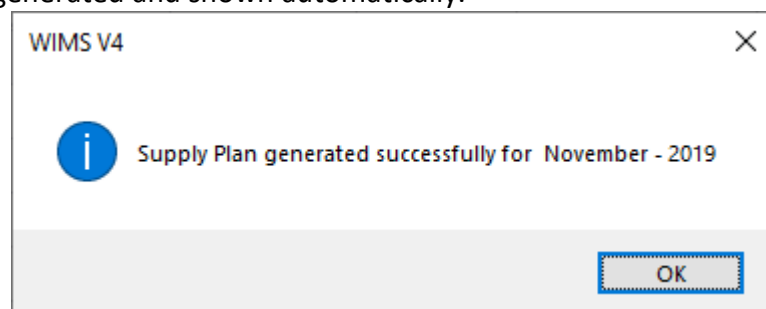 generated and shown automatically.
WIMS V4
Supply Plan generated successfully for  November - 2019
OK